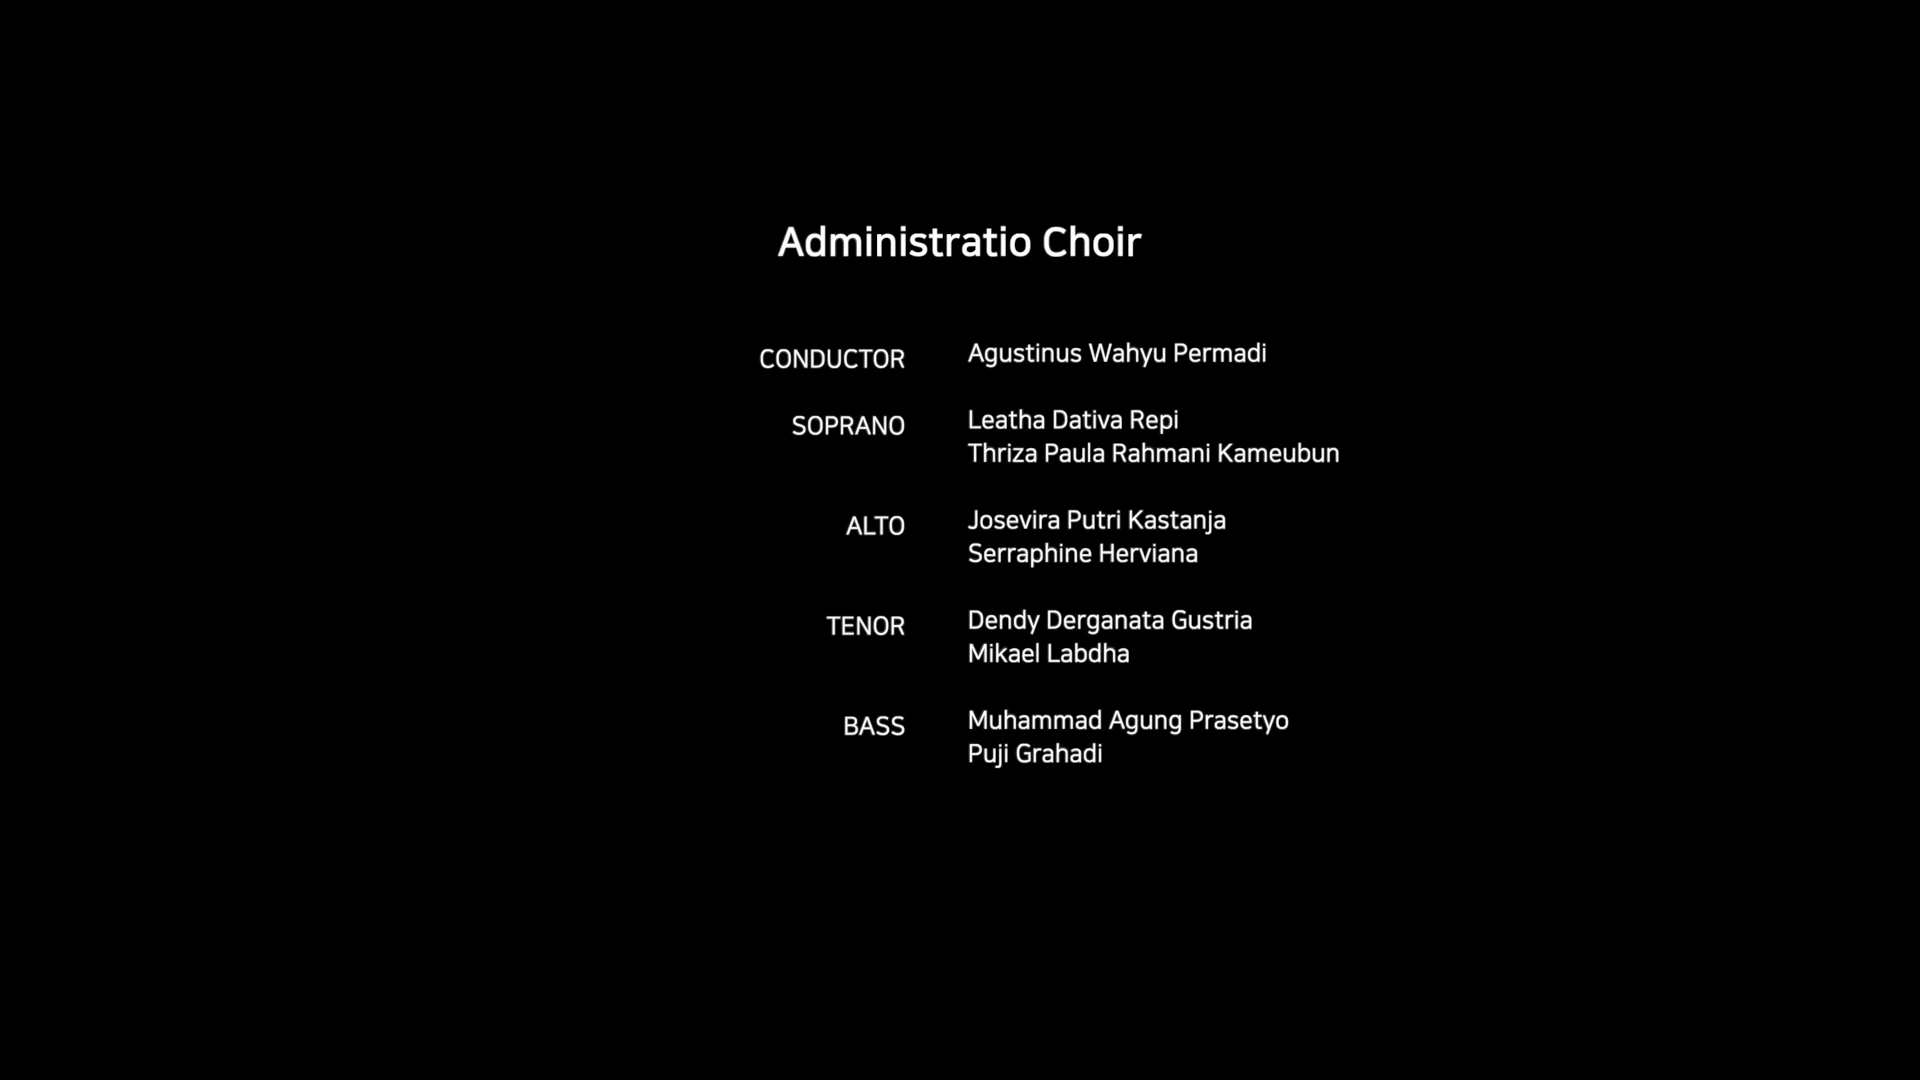 Administratio Choir
CONDUCTOR Agustinus Wahyu Permadi
SOPRANO Leatha Dativa Repi
Thriza Paula Rahmani Kameubun
ALTO Josevira Putri Kastanja
Serraphine Herviana
TENOR Dendy Derganata Gustria
Mikael Labdha
BASS Muhammad Agung Prasetyo
Puji Grahadi